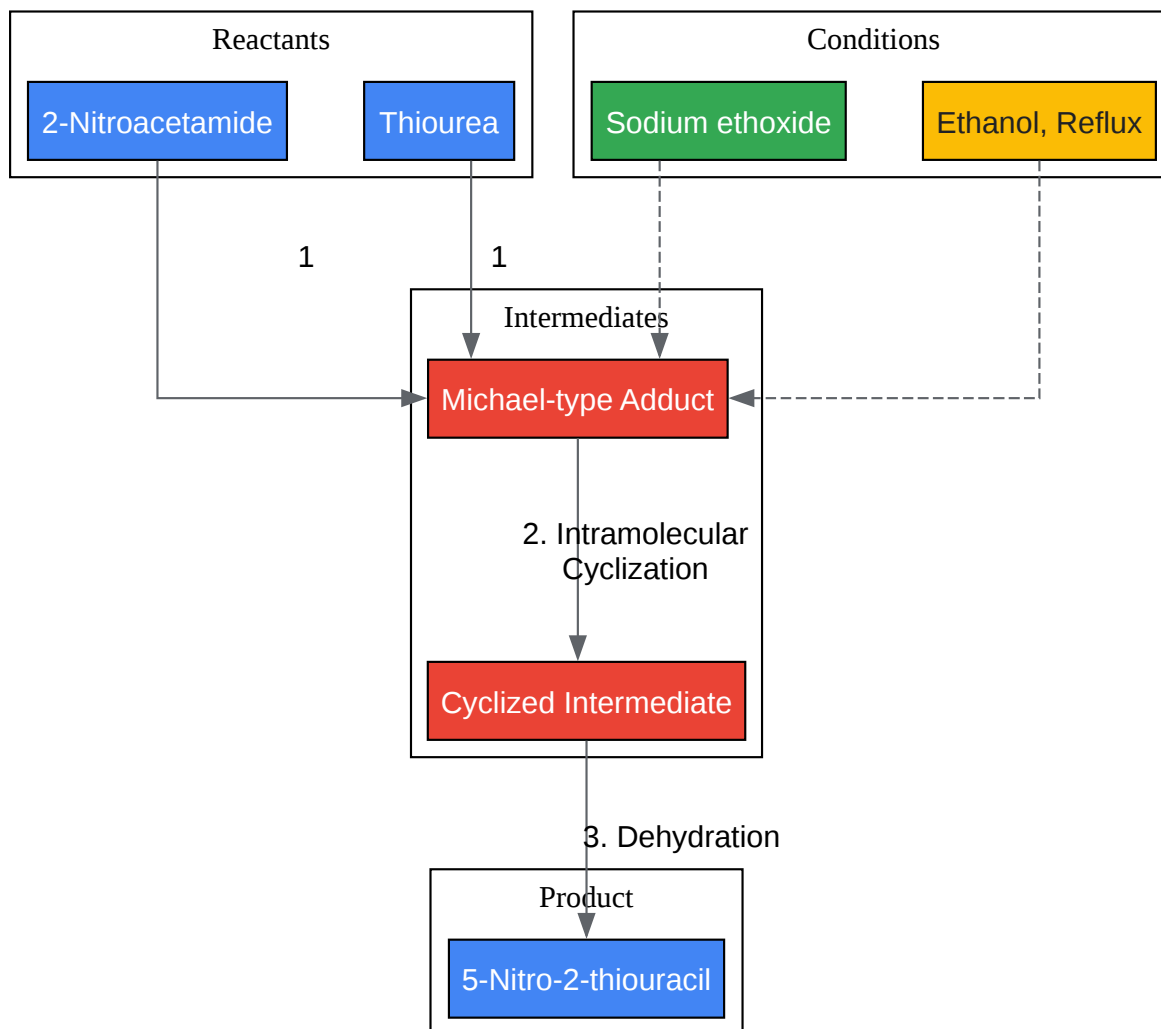 Reactants
Conditions
2-Nitroacetamide
Thiourea
Sodium ethoxide
Ethanol, Reflux
1
1
Intermediates
Michael-type Adduct
2. Intramolecular
Cyclization
Cyclized Intermediate
3. Dehydration
Product
5-Nitro-2-thiouracil